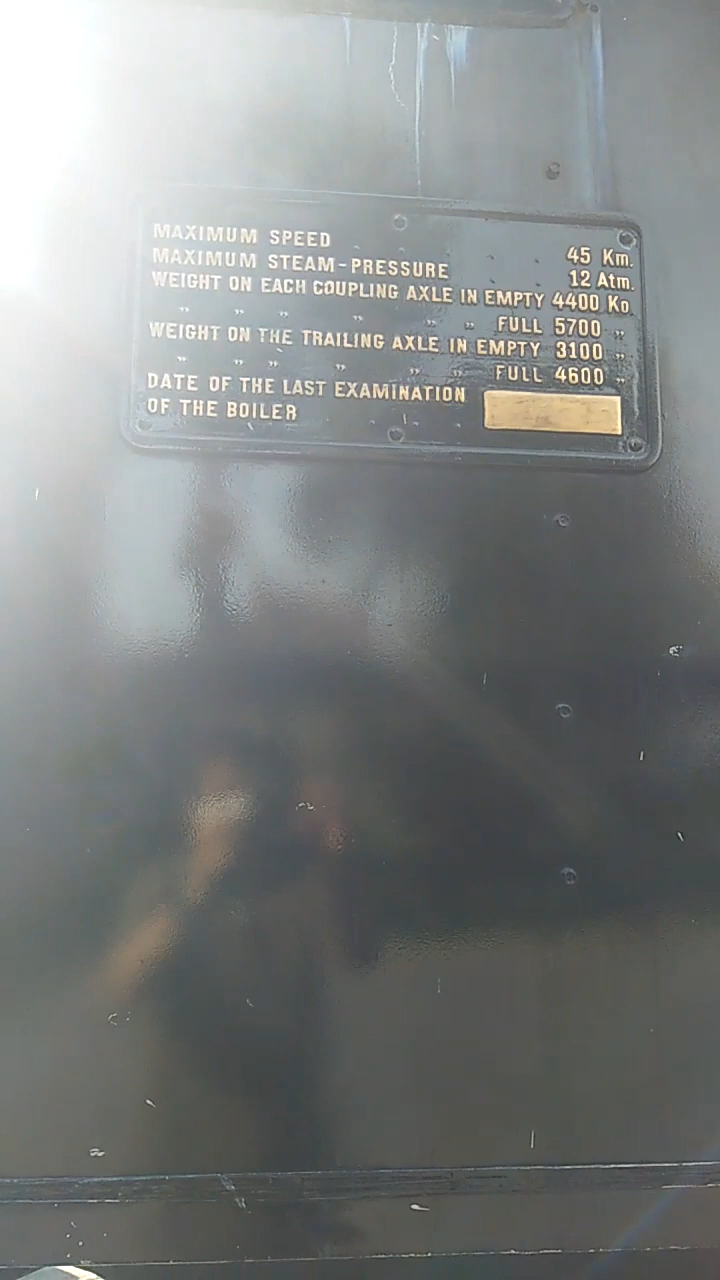 MAXIMUM SPEED . . . . 45 Km.
MAXIMUM STEAM-PRESSURE . . 12 Atm.
WEIGHT ON EACH COUPLING AXLE IN EMPTY 4400 Ko.
„ „ „ „ „ „ FULL 5700 „
WEIGHT ON THE TRAILING AXLE IN EMPTY 3100 „
„ „ „ „ „ „ FULL 4600 „
DATE OF THE LAST EXAMINATION
OF THE BOILER . . . .